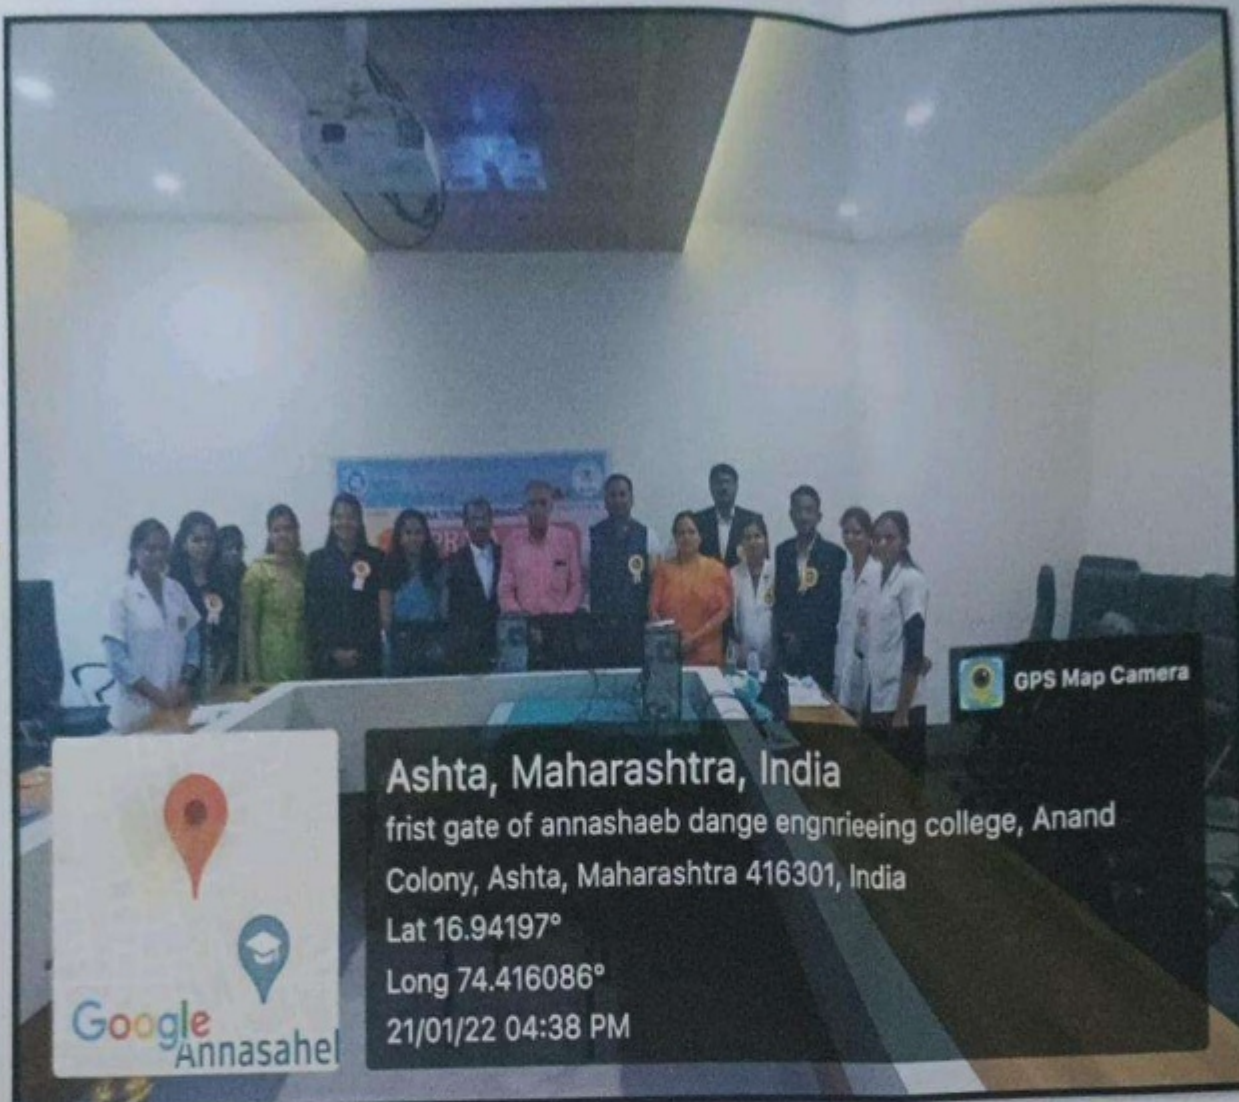 GPS Map Camera
Ashta, Maharashtra, India
frist gate of annashaeb dange engnrieeing college, Anand
Colony, Ashta, Maharashtra 416301, India
Lat 16.94197°
Long 74.416086°
21/01/22 04:38 PM
Google
Annasahel